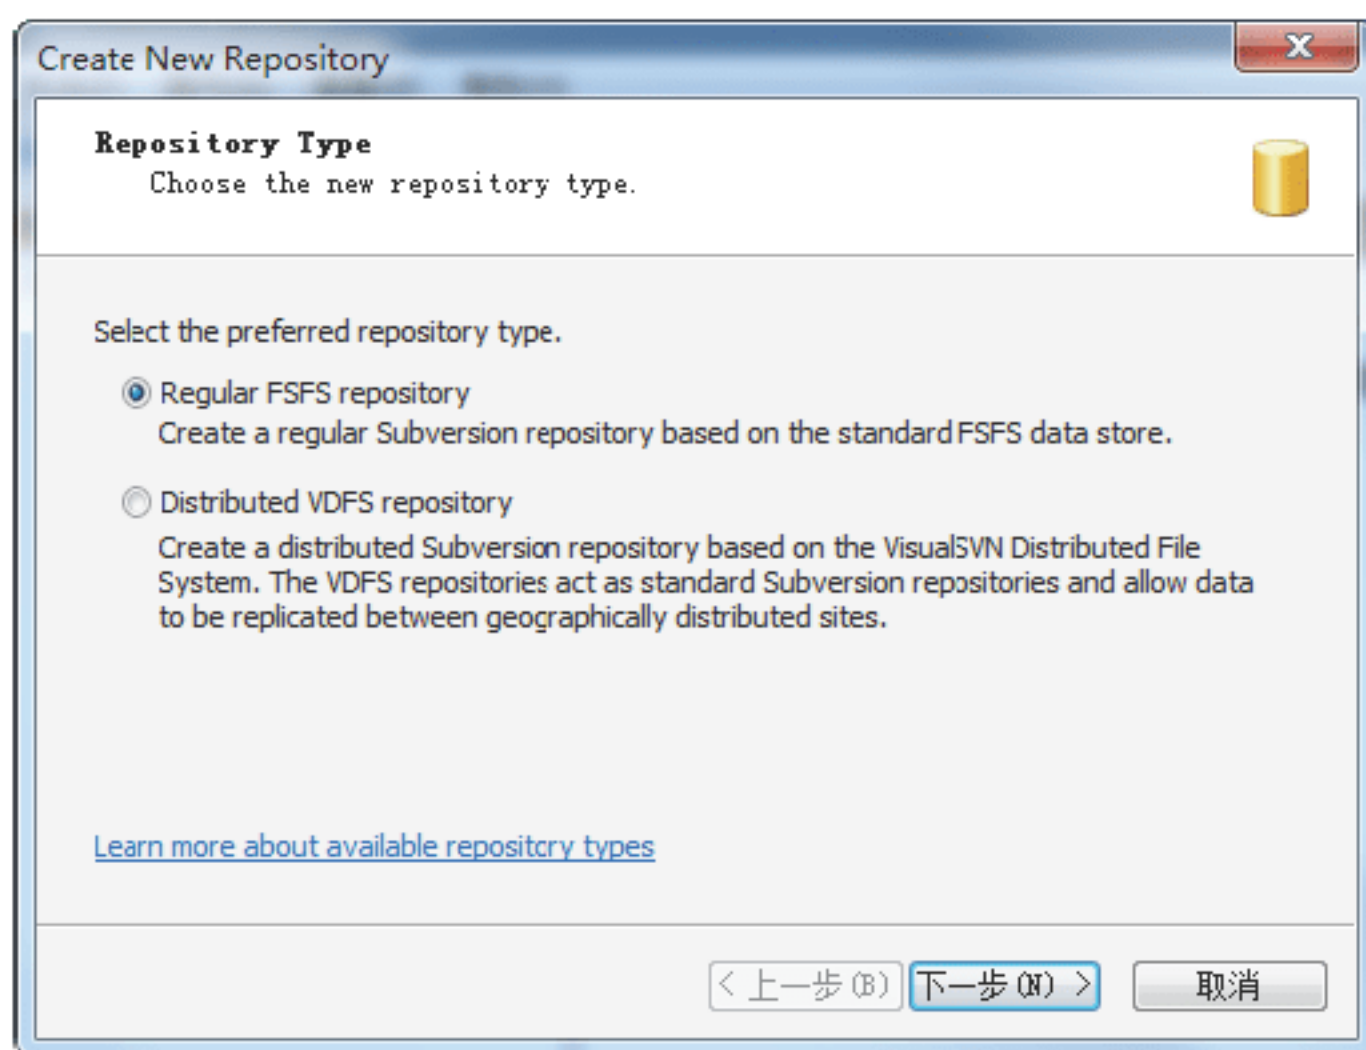 Create New Repository
Repository Type
Choose the new repository type.
Select the preferred repository type.
Regular FSFS repository
Create a regular Subversion repository based on the standard FSFS data store.
Distributed VDFS repository
Create a distributed Subversion repository based on the VisualSVN Distributed File
System. The VDFS repositories act as standard Subversion repositories and allow data
to be replicated between geographically distributed sites.
Learn more about available repository types
< 上一步(B) 下一步(N) > 取消